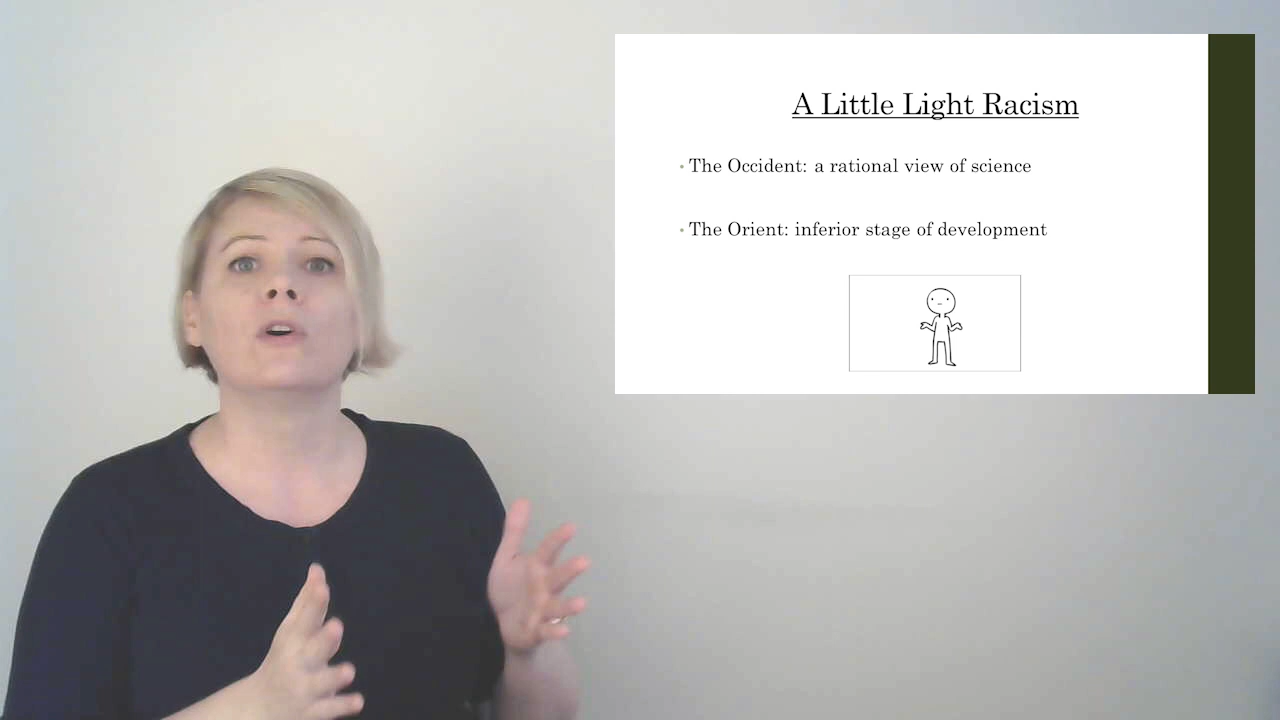 A Little Light Racism
The Occident: a rational view of science
The Orient: inferior stage of development